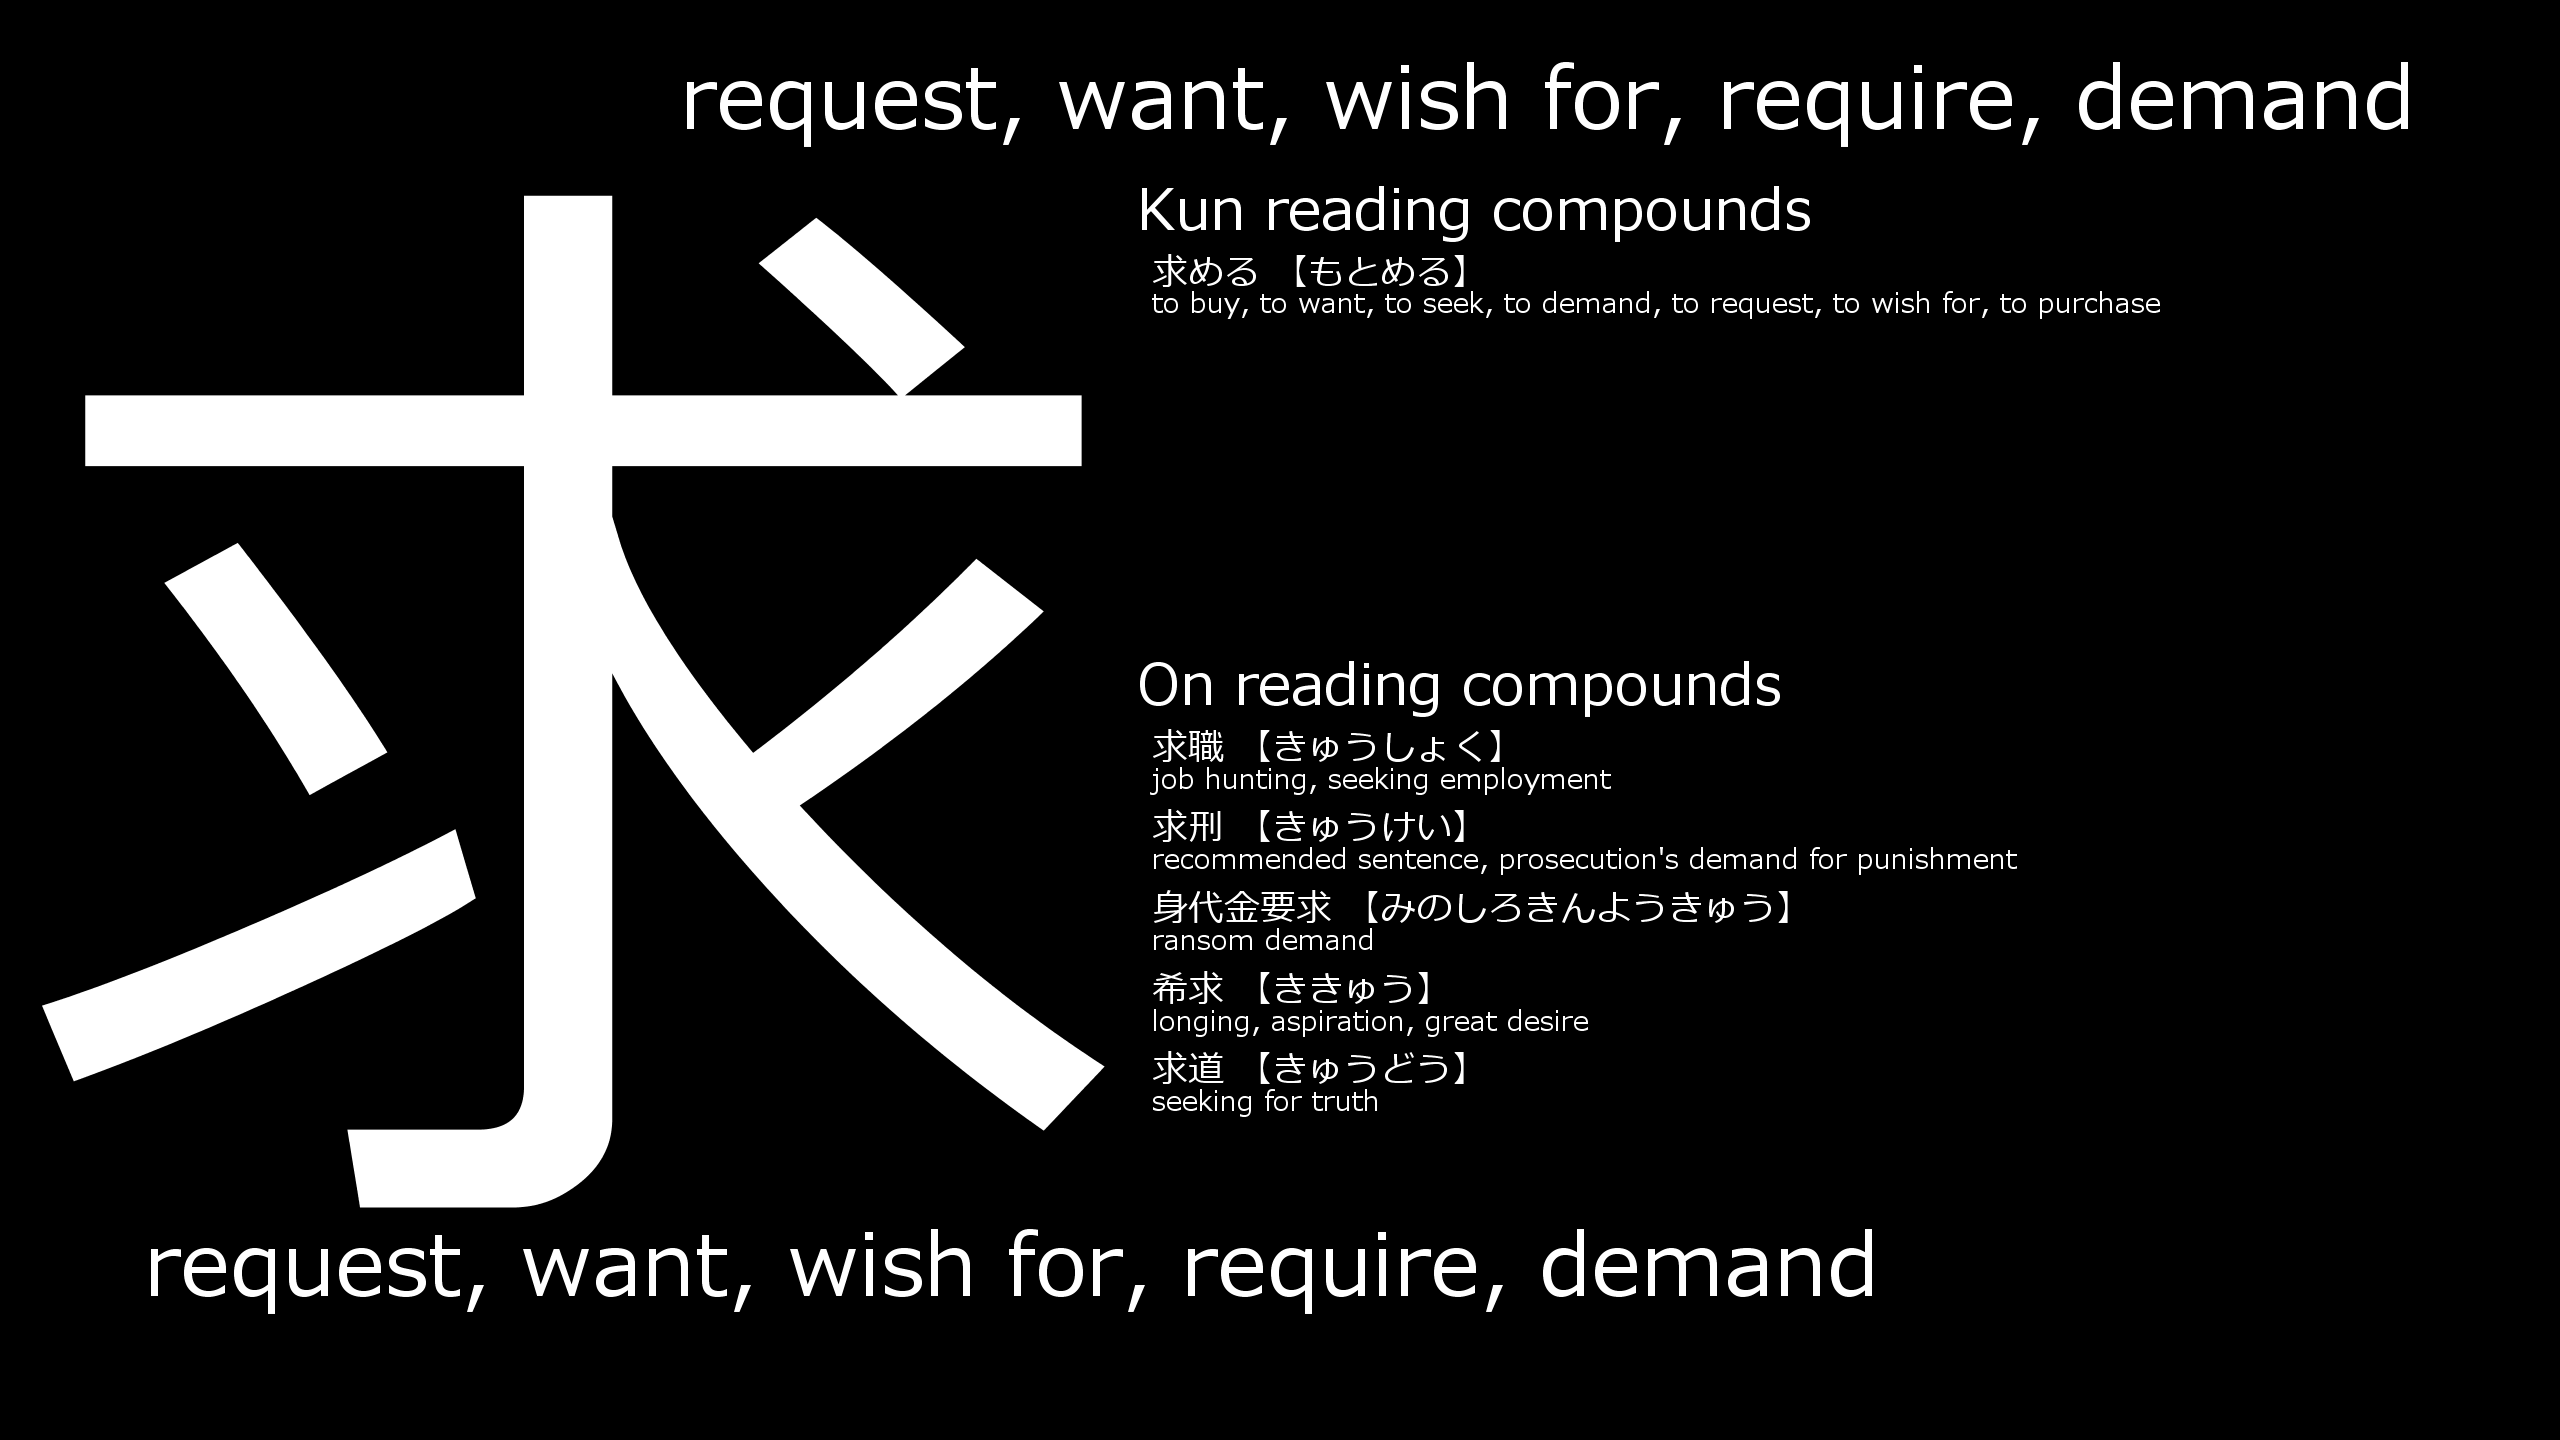 request, want, wish for, require, demand
求
Kun reading compounds
求める 【もとめる】
to buy, to want, to seek, to demand, to request, to wish for, to purchase
On reading compounds
求職 【きゅうしょく】
job hunting, seeking employment
求刑 【きゅうけい】
recommended sentence, prosecution's demand for punishment
身代金要求 【みのしろきんようきゅう】
ransom demand
希求 【ききゅう】
longing, aspiration, great desire
求道 【きゅうどう】
seeking for truth
request, want, wish for, require, demand